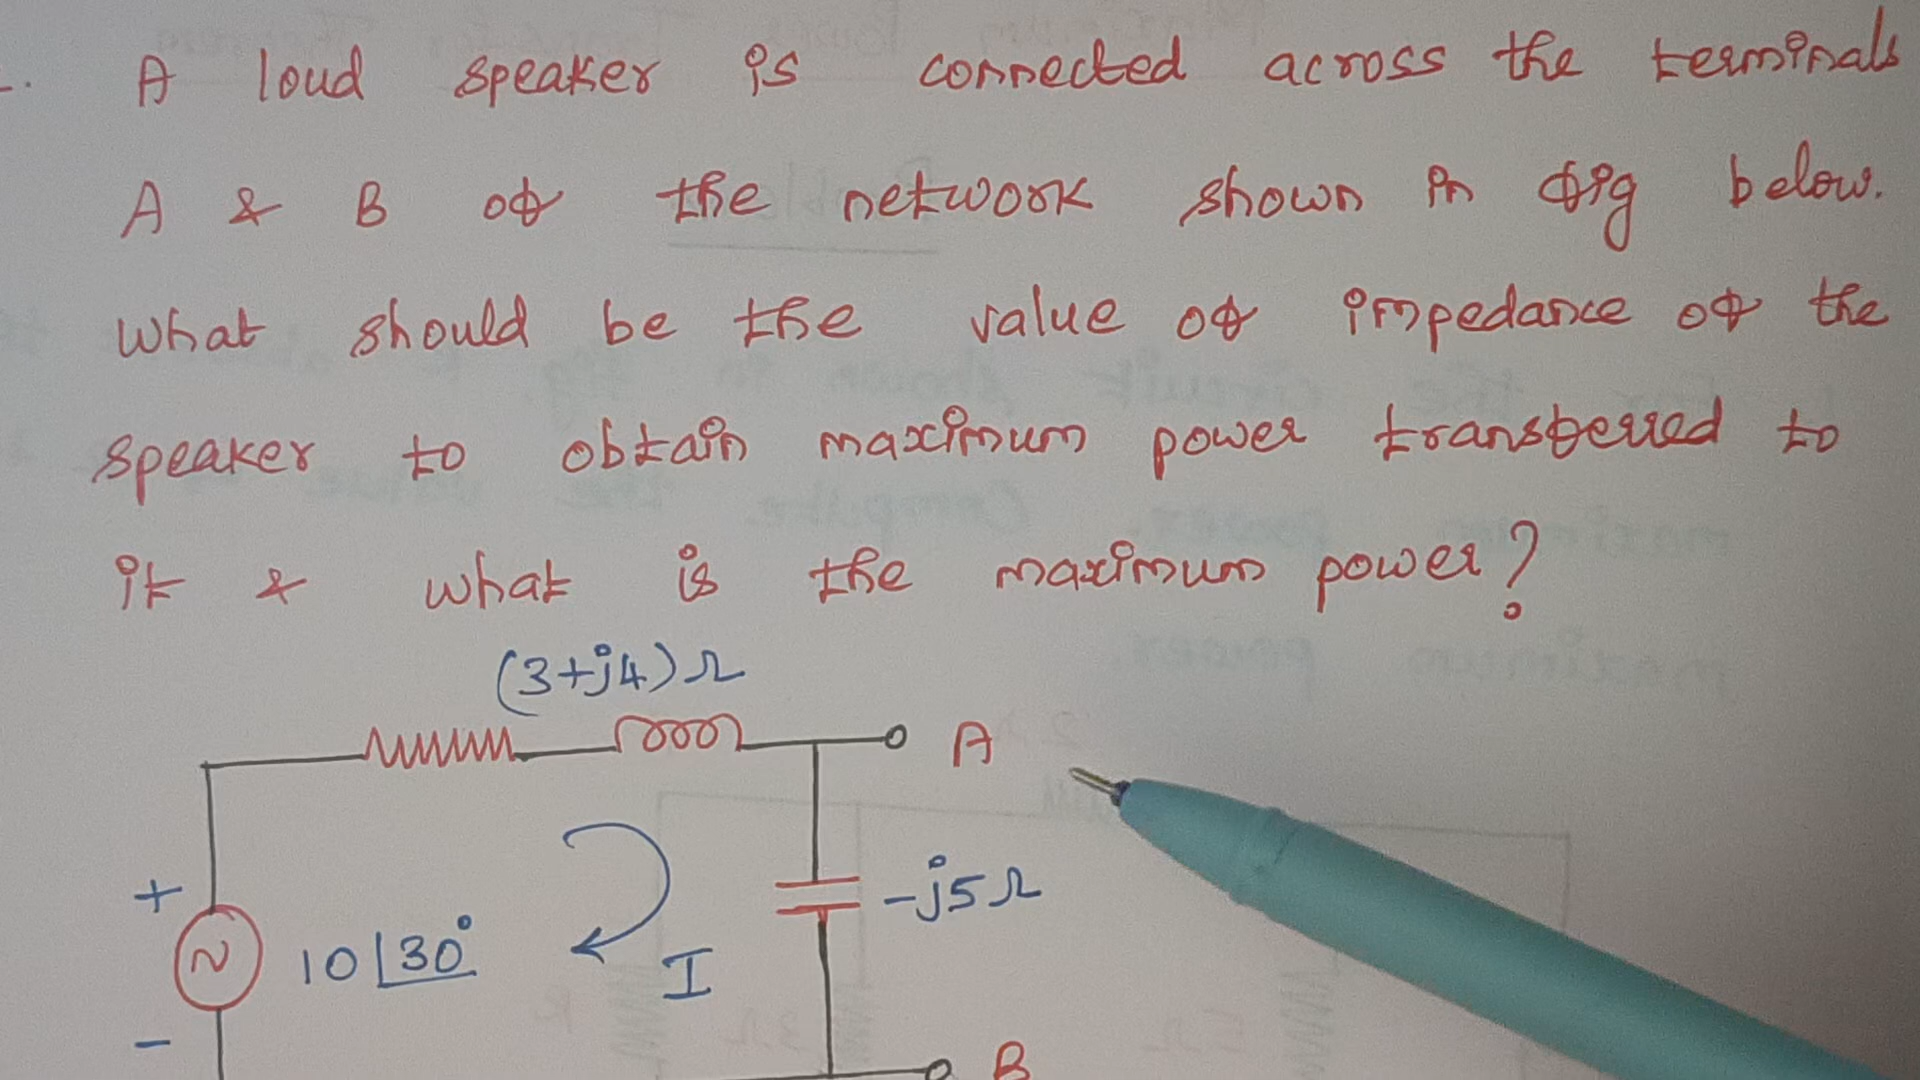 A loud speaker is connected across the terminals
A & B of the network shown in fig below.
What should be the value of impedance of the
speaker to obtain maximum power transferred to
it & what is the maximum power?
(3+j4)Ω
A
-j5Ω
+
10∠30°
I
-
B